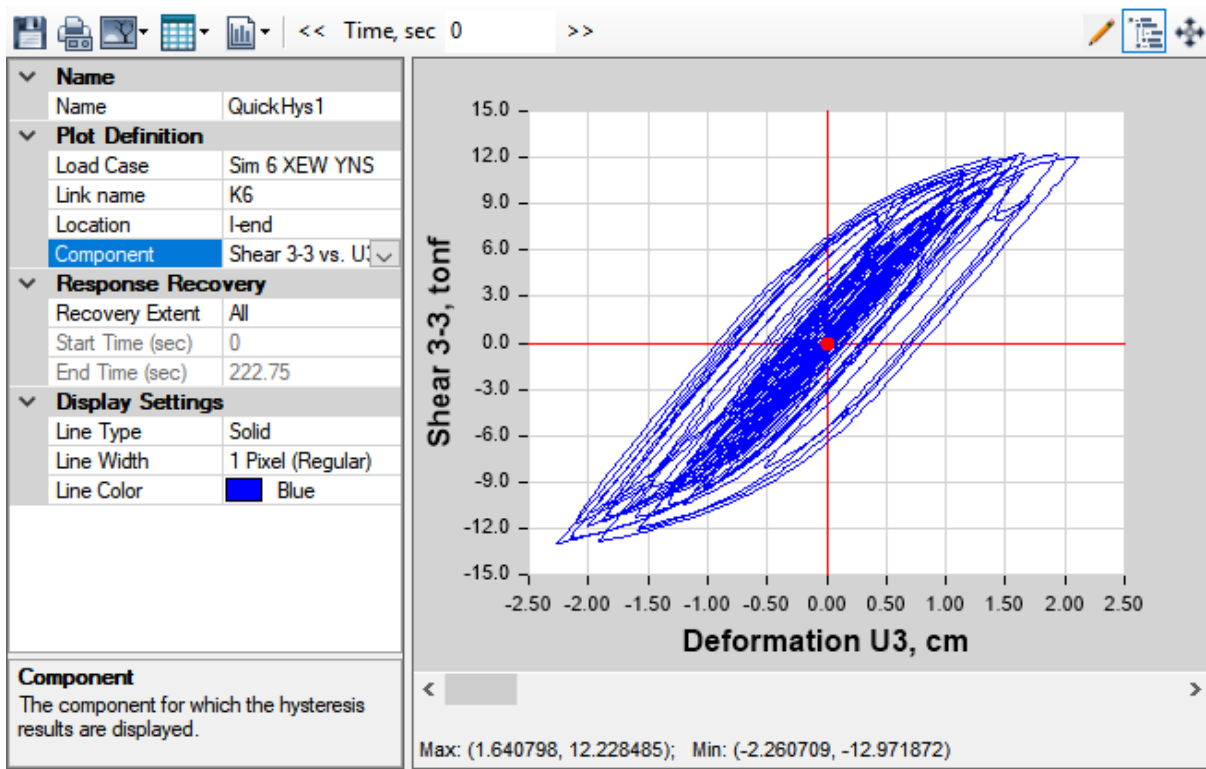 << Time, sec 0 >>
Name
Name QuickHys1
Plot Definition
Load Case Sim 6 XEW YNS
Link name K6
Location I-end
Component Shear 3-3 vs. U3
Response Recovery
Recovery Extent All
Start Time (sec) 0
End Time (sec) 222.75
Display Settings
Line Type Solid
Line Width 1 Pixel (Regular)
Line Color Blue
Component
The component for which the hysteresis
results are displayed.
Shear 3-3, tonf
15.0
12.0
9.0
6.0
3.0
0.0
-3.0
-6.0
-9.0
-12.0
-15.0
-2.50 -2.00 -1.50 -1.00 -0.50 0.00 0.50 1.00 1.50 2.00 2.50
Deformation U3, cm
Max: (1.640798, 12.228485); Min: (-2.260709, -12.971872)